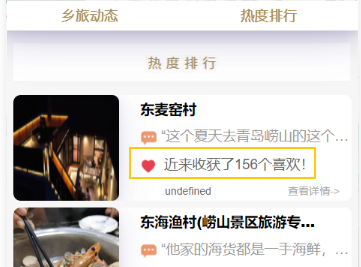 乡旅动态 热度排行
热度排行
东麦窑村
“这个夏天去青岛崂山的这个...
近来收获了156个喜欢！
undefined 查看详情->
东海渔村(崂山景区旅游专...
“他家的海货都是一手海鲜，...